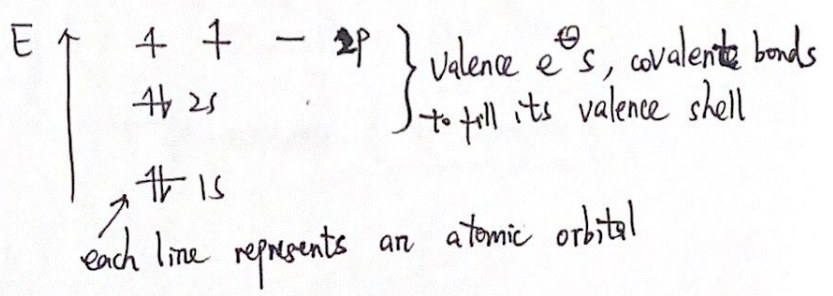 E 2p
valence e⊖s, covalent bonds
to fill its valence shell
2s
1s
each line represents an atomic orbital